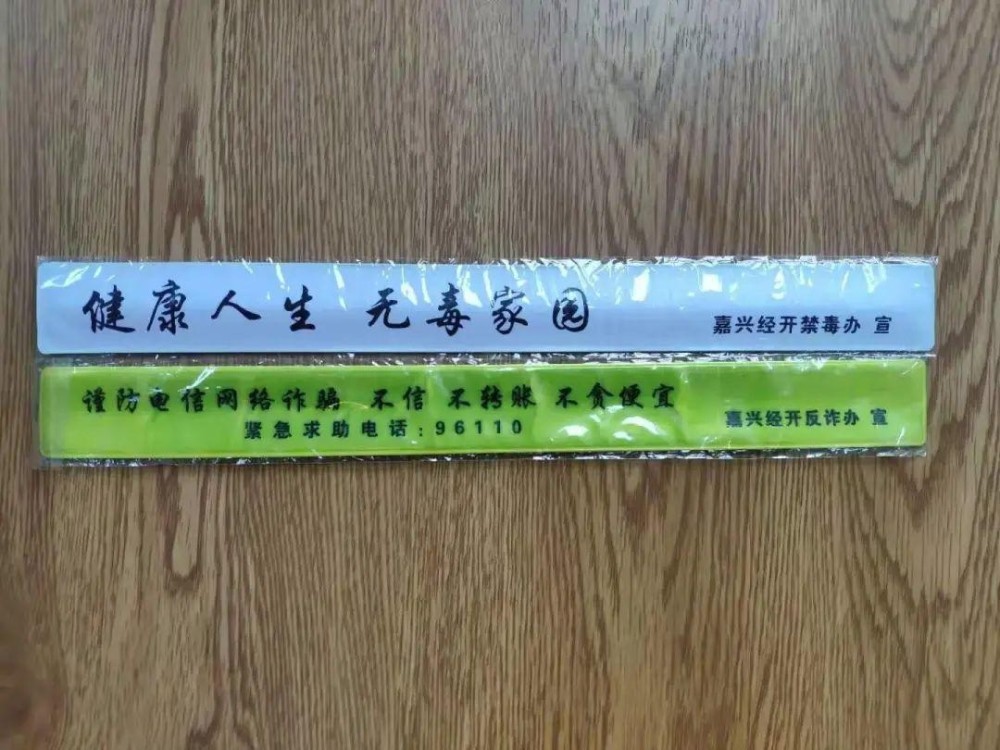 健康人生 无毒家园 嘉兴经开禁毒办 宣
谨防电信网络诈骗 不信 不转账 不贪便宜
紧急求助电话：96110
嘉兴经开反诈办 宣